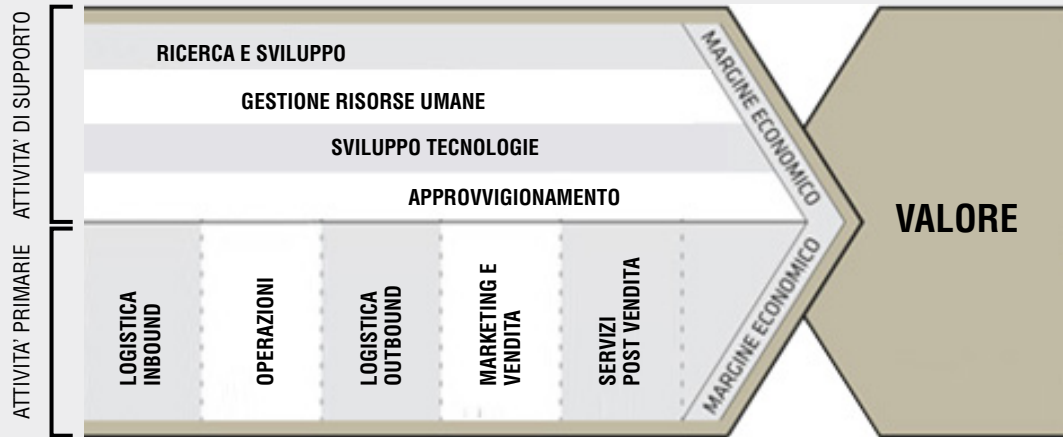 ATTIVITA' DI SUPPORTO
RICERCA E SVILUPPO
GESTIONE RISORSE UMANE
SVILUPPO TECNOLOGIE
APPROVVIGIONAMENTO
MARGINE ECONOMICO
VALORE
ATTIVITA' PRIMARIE
LOGISTICA
INBOUND
OPERAZIONI
LOGISTICA
OUTBOUND
MARKETING E
VENDITA
SERVIZI
POST VENDITA
MARGINE ECONOMICO